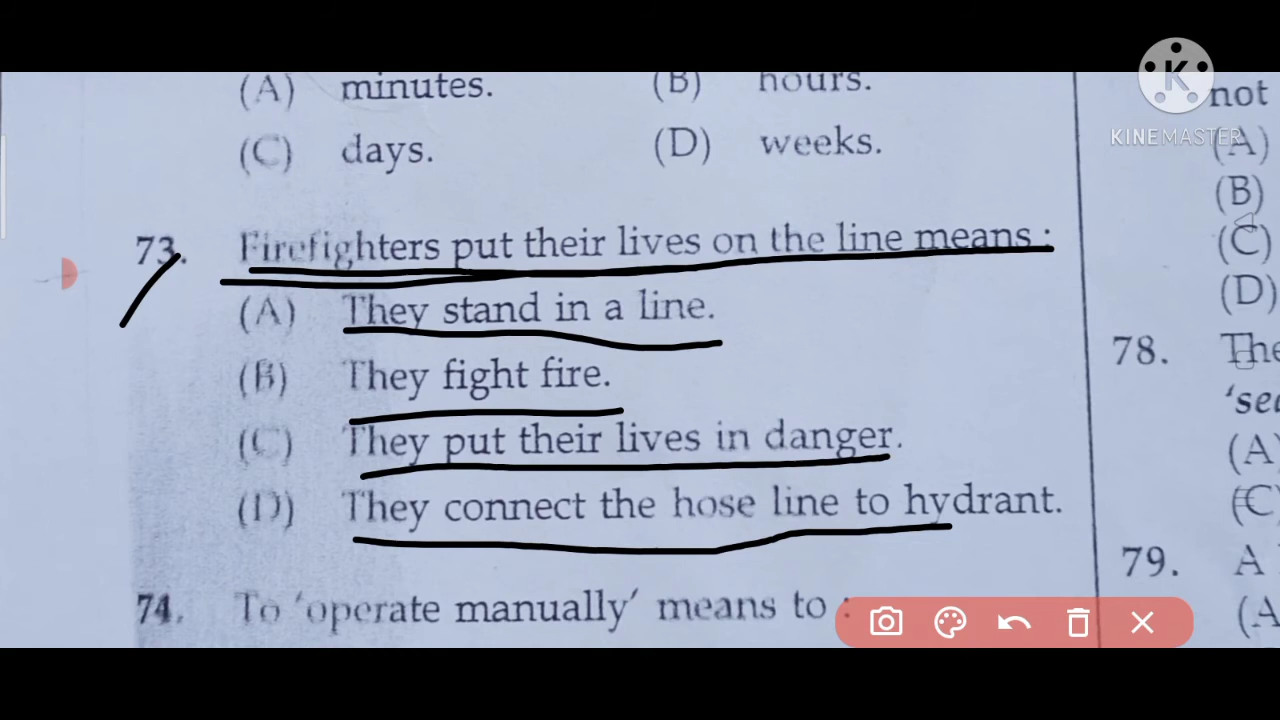 (A) minutes. (B) hours.
(C) days. (D) weeks.
73. Firefighters put their lives on the line means :
(A) They stand in a line.
(B) They fight fire.
(C) They put their lives in danger.
(D) They connect the hose line to hydrant.
74. To 'operate manually' means to :
not
(A)
(B)
(C)
(D)
78. The
(A)
(C)
79. A
K
KINEMASTER